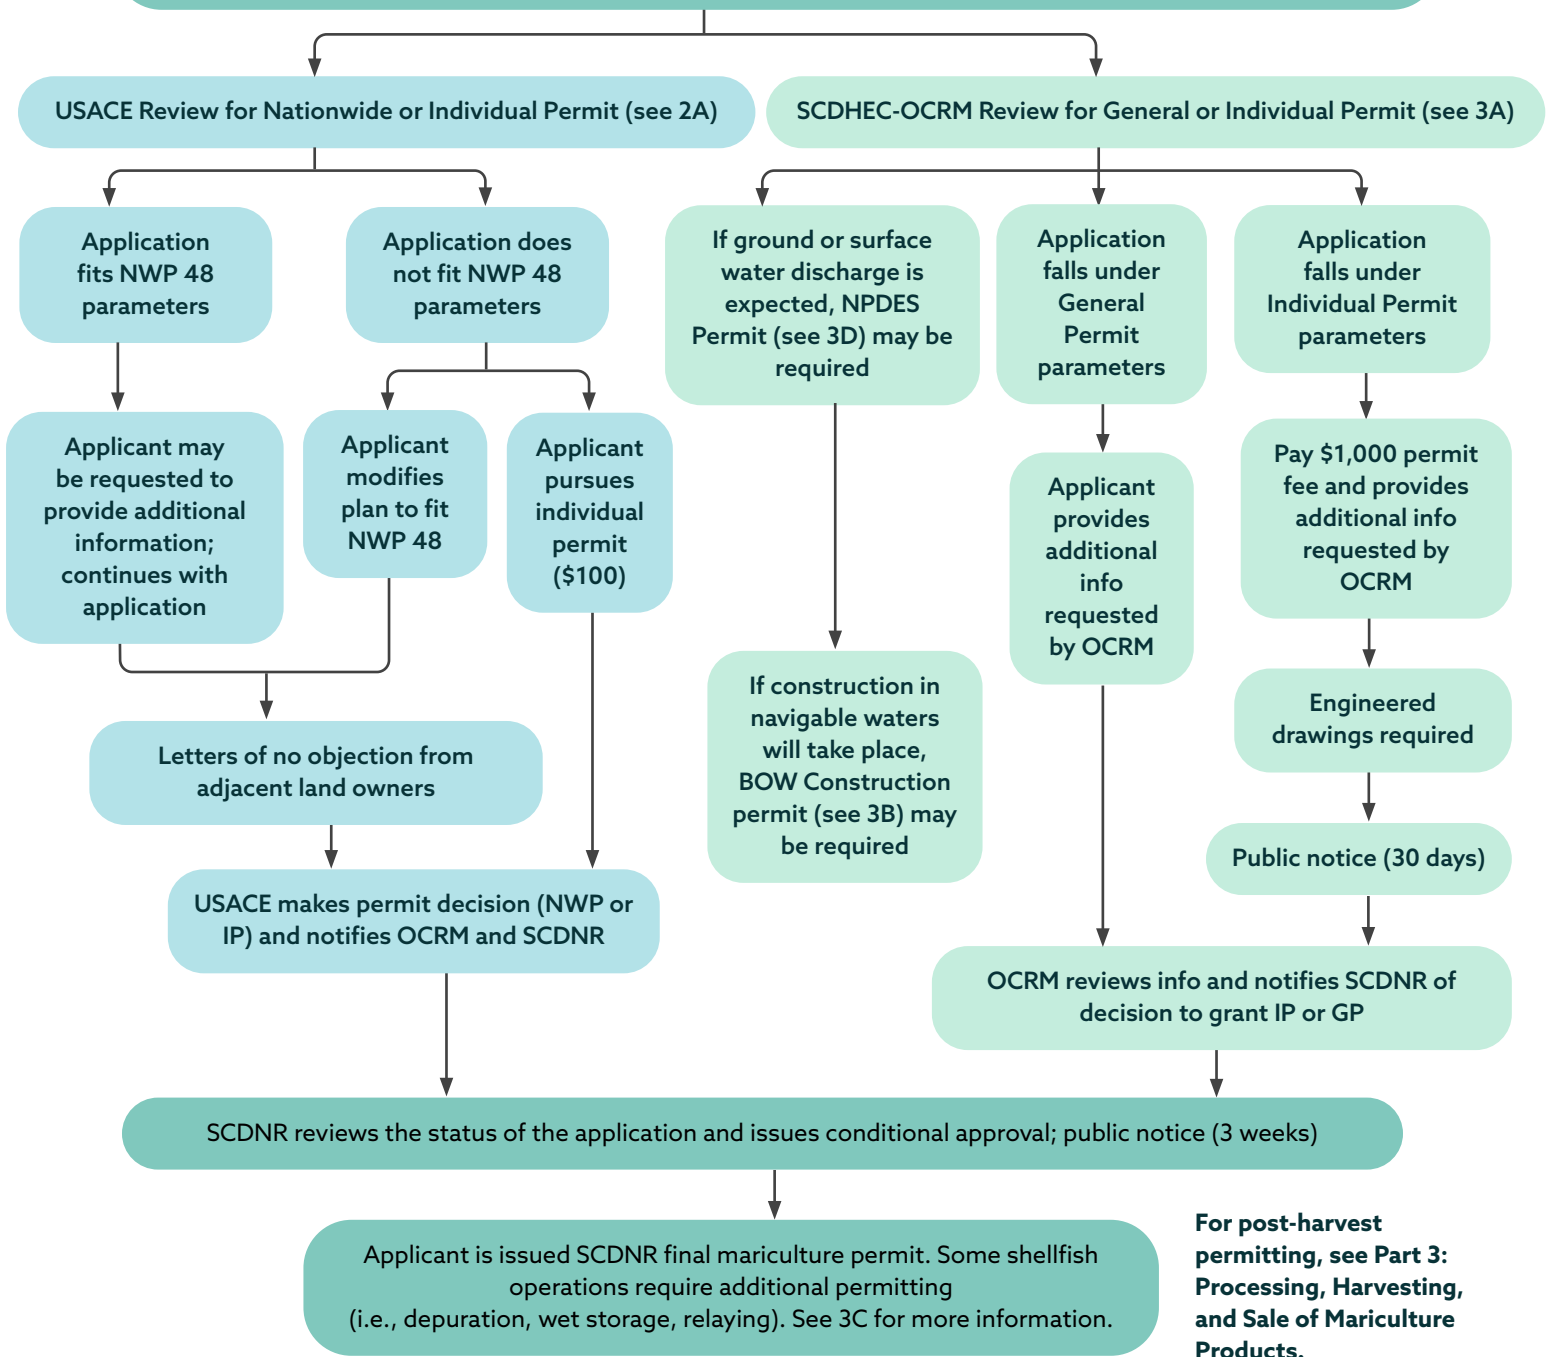 USACE Review for Nationwide or Individual Permit (see 2A)
SCDHEC-OCRM Review for General or Individual Permit (see 3A)
Application
fits NWP 48
parameters
Application does
not fit NWP 48
parameters
If ground or surface
water discharge is
expected, NPDES
Permit (see 3D) may be
required
Application
falls under
General
Permit
parameters
Application
falls under
Individual Permit
parameters
Applicant may
be requested to
provide additional
information;
continues with
application
Applicant
modifies
plan to fit
NWP 48
Applicant
pursues
individual
permit
($100)
Applicant
provides
additional
info
requested
by OCRM
Pay $1,000 permit
fee and provides
additional info
requested by
OCRM
If construction in
navigable waters
will take place,
BOW Construction
permit (see 3B) may
be required
Engineered
drawings required
Letters of no objection from
adjacent land owners
Public notice (30 days)
USACE makes permit decision (NWP or
IP) and notifies OCRM and SCDNR
OCRM reviews info and notifies SCDNR of
decision to grant IP or GP
SCDNR reviews the status of the application and issues conditional approval; public notice (3 weeks)
Applicant is issued SCDNR final mariculture permit. Some shellfish
operations require additional permitting
(i.e., depuration, wet storage, relaying). See 3C for more information.
For post-harvest
permitting, see Part 3:
Processing, Harvesting,
and Sale of Mariculture
Products.